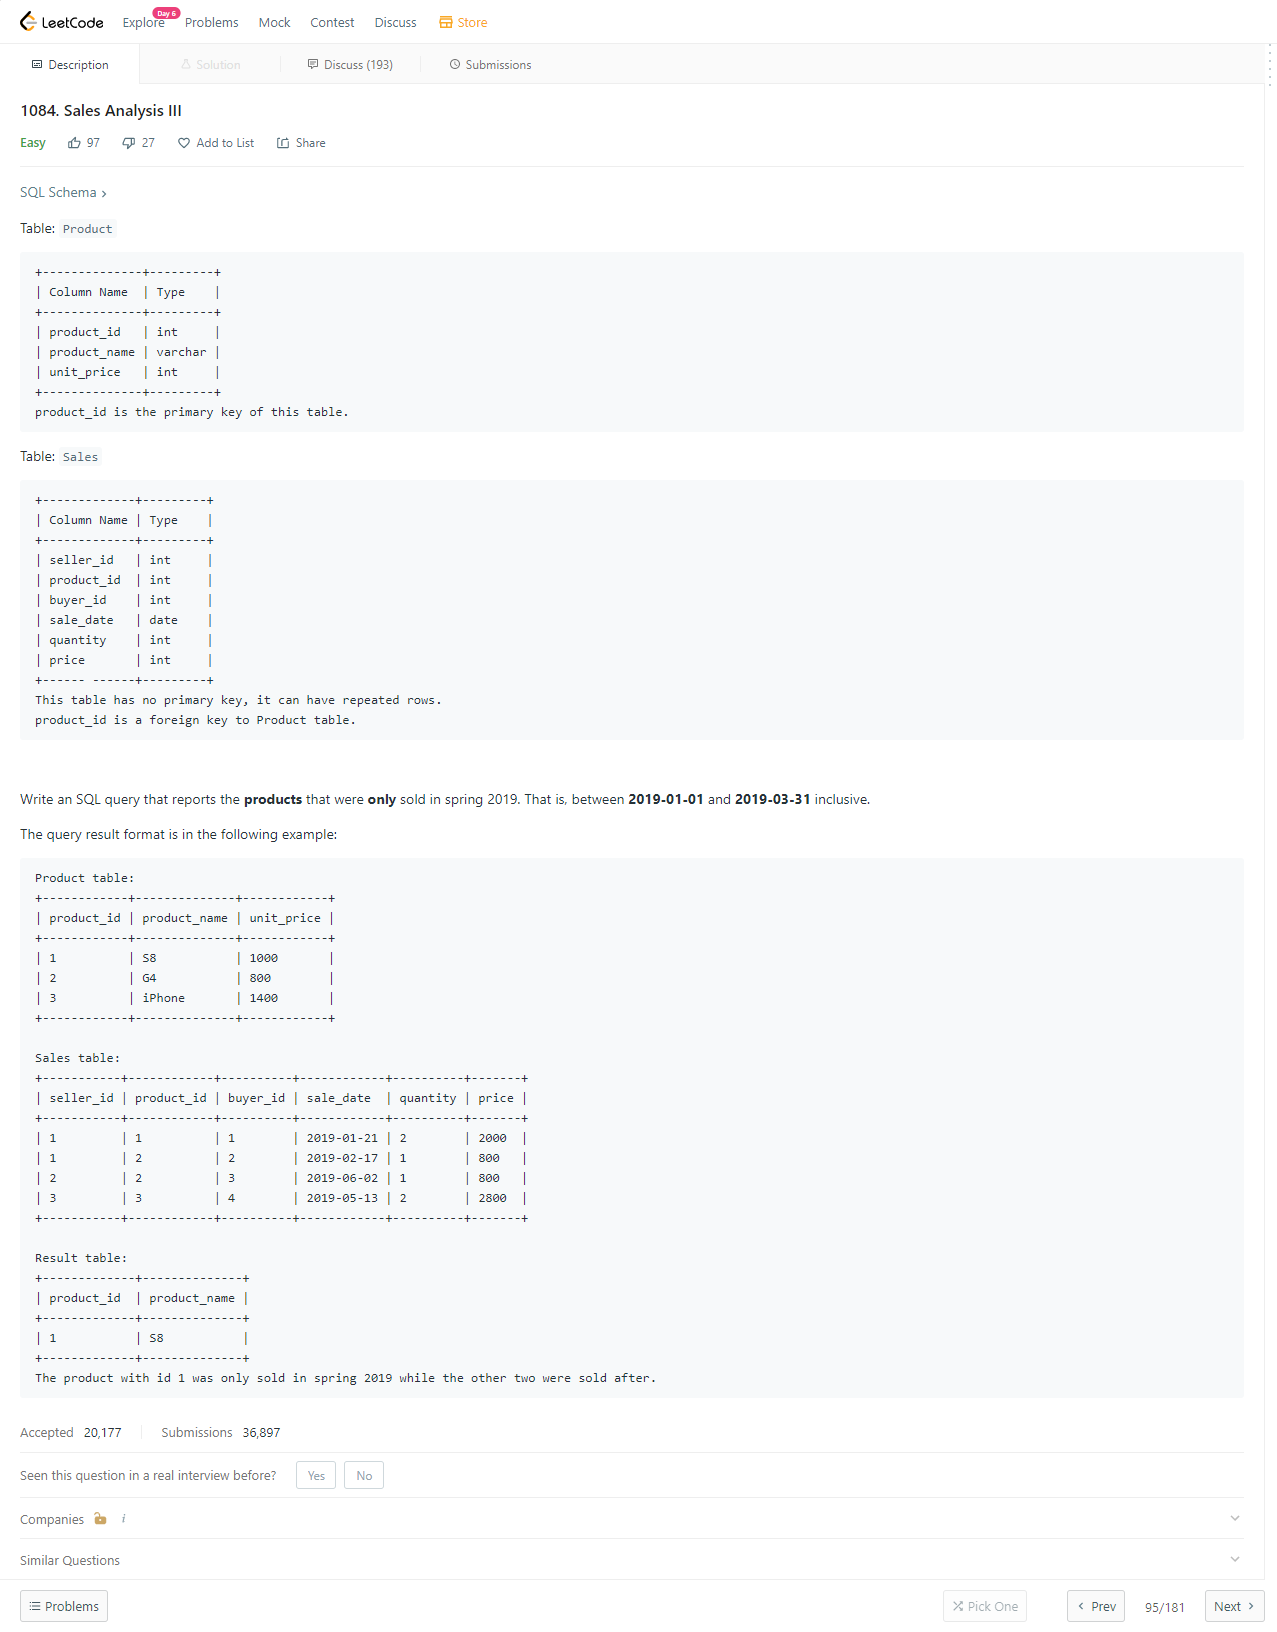 LeetCode Explore Day 6 Problems Mock Contest Discuss Store
Description Solution Discuss (193) Submissions
1084. Sales Analysis III
Easy 97 27 Add to List Share
SQL Schema ›
Table: Product
+--------------+---------+
| Column Name  | Type    |
+--------------+---------+
| product_id   | int     |
| product_name | varchar |
| unit_price   | int     |
+--------------+---------+
product_id is the primary key of this table.
Table: Sales
+-------------+---------+
| Column Name | Type    |
+-------------+---------+
| seller_id   | int     |
| product_id  | int     |
| buyer_id    | int     |
| sale_date   | date    |
| quantity    | int     |
| price       | int     |
+------ ------+---------+
This table has no primary key, it can have repeated rows.
product_id is a foreign key to Product table.
Write an SQL query that reports the products that were only sold in spring 2019. That is, between 2019-01-01 and 2019-03-31 inclusive.
The query result format is in the following example:
Product table:
+------------+--------------+------------+
| product_id | product_name | unit_price |
+------------+--------------+------------+
| 1          | S8           | 1000       |
| 2          | G4           | 800        |
| 3          | iPhone       | 1400       |
+------------+--------------+------------+
Sales table:
+-----------+------------+----------+------------+----------+-------+
| seller_id | product_id | buyer_id | sale_date  | quantity | price |
+-----------+------------+----------+------------+----------+-------+
| 1         | 1          | 1        | 2019-01-21 | 2        | 2000  |
| 1         | 2          | 2        | 2019-02-17 | 1        | 800   |
| 2         | 2          | 3        | 2019-06-02 | 1        | 800   |
| 3         | 3          | 4        | 2019-05-13 | 2        | 2800  |
+-----------+------------+----------+------------+----------+-------+
Result table:
+-------------+--------------+
| product_id  | product_name |
+-------------+--------------+
| 1           | S8           |
+-------------+--------------+
The product with id 1 was only sold in spring 2019 while the other two were sold after.
Accepted 20,177 Submissions 36,897
Seen this question in a real interview before? Yes No
Companies i
Similar Questions
Problems Pick One ‹ Prev 95/181 Next ›